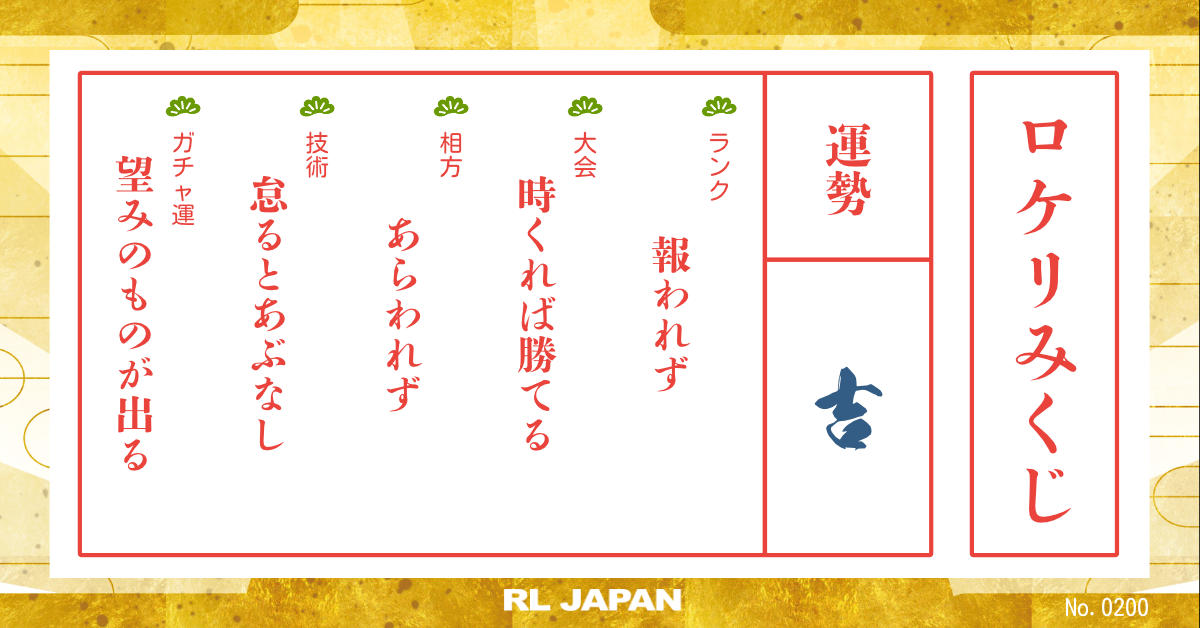 ロケリみくじ
運勢
吉
ランク
報われず
大会
時くれば勝てる
相方
あらわれず
技術
怠るとあぶなし
ガチャ運
望みのものが出る
RL JAPAN
No. 0200